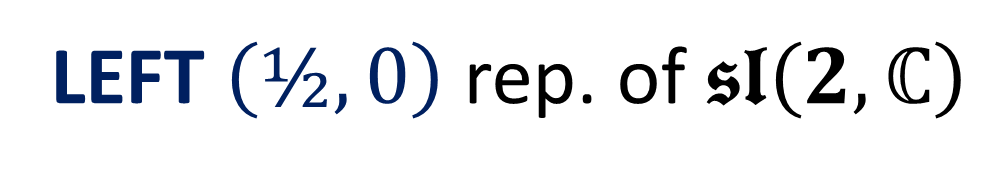 LEFT (½, 0) rep. of 𝖘𝖑(2, ℂ)